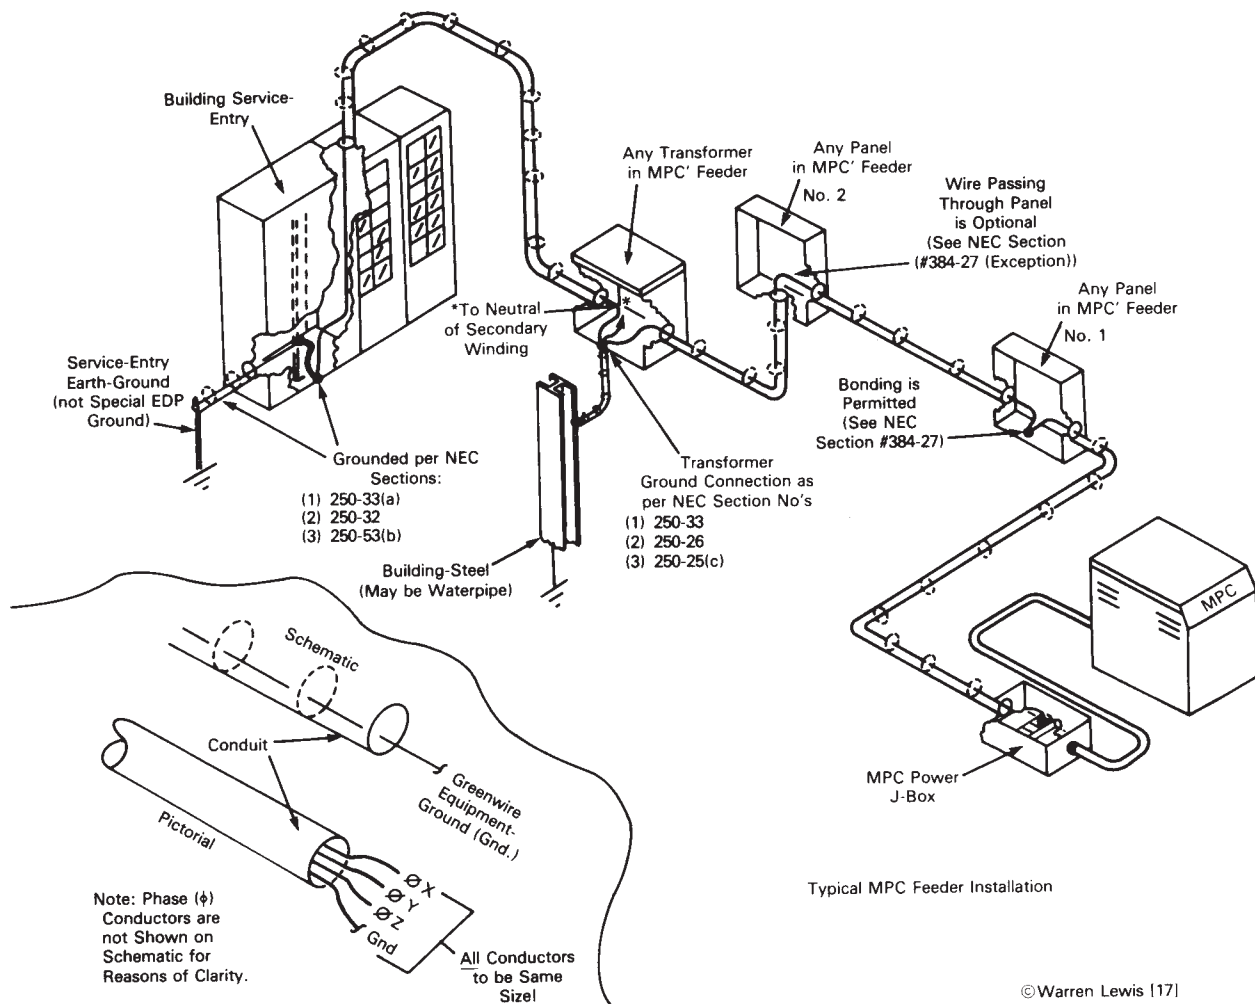 Building Service-
Entry
Any Transformer
in MPC' Feeder
Any Panel
in MPC' Feeder
No. 2
Wire Passing
Through Panel
is Optional
(See NEC Section
(#384-27 (Exception))
Any Panel
in MPC' Feeder
No. 1
*
*To Neutral
of Secondary
Winding
Service-Entry
Earth-Ground
(not Special EDP
Ground)
Bonding is
Permitted
(See NEC
Section #384-27)
Grounded per NEC
Sections:
(1) 250-33(a)
(2) 250-32
(3) 250-53(b)
Transformer
Ground Connection as
per NEC Section No's
(1) 250-33
(2) 250-26
(3) 250-25(c)
Building-Steel
(May be Waterpipe)
MPC
MPC Power
J-Box
Schematic
Conduit
Greenwire
Equipment-
Ground (Gnd.)
Pictorial
Ø X
Ø Y
Ø Z
Gnd
All Conductors
to be Same
Size!
Note: Phase (ϕ)
Conductors are
not Shown on
Schematic for
Reasons of Clarity.
Typical MPC Feeder Installation
©Warren Lewis [17]